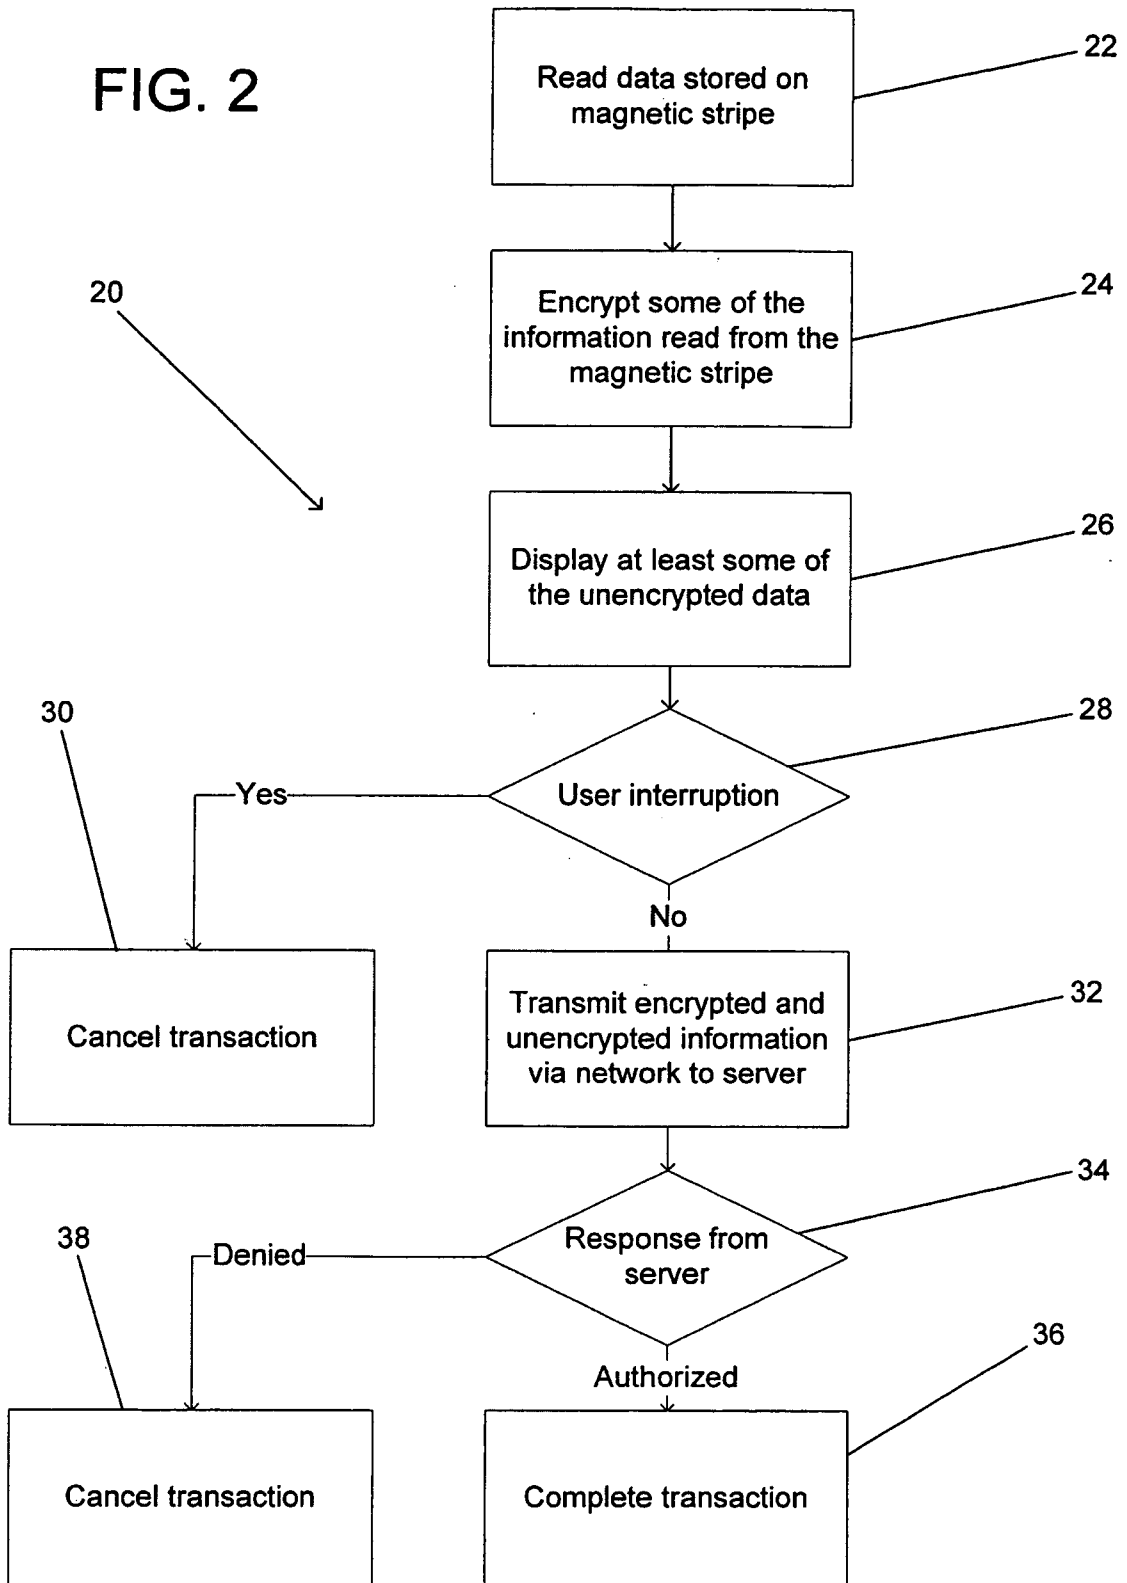 FIG. 2
22
Read data stored on
magnetic stripe
20
24
Encrypt some of the
information read from the
magnetic stripe
26
Display at least some of
the unencrypted data
30
28
Yes
User interruption
No
32
Transmit encrypted and
unencrypted information
via network to server
Cancel transaction
34
38
Denied
Response from
server
36
Authorized
Cancel transaction
Complete transaction